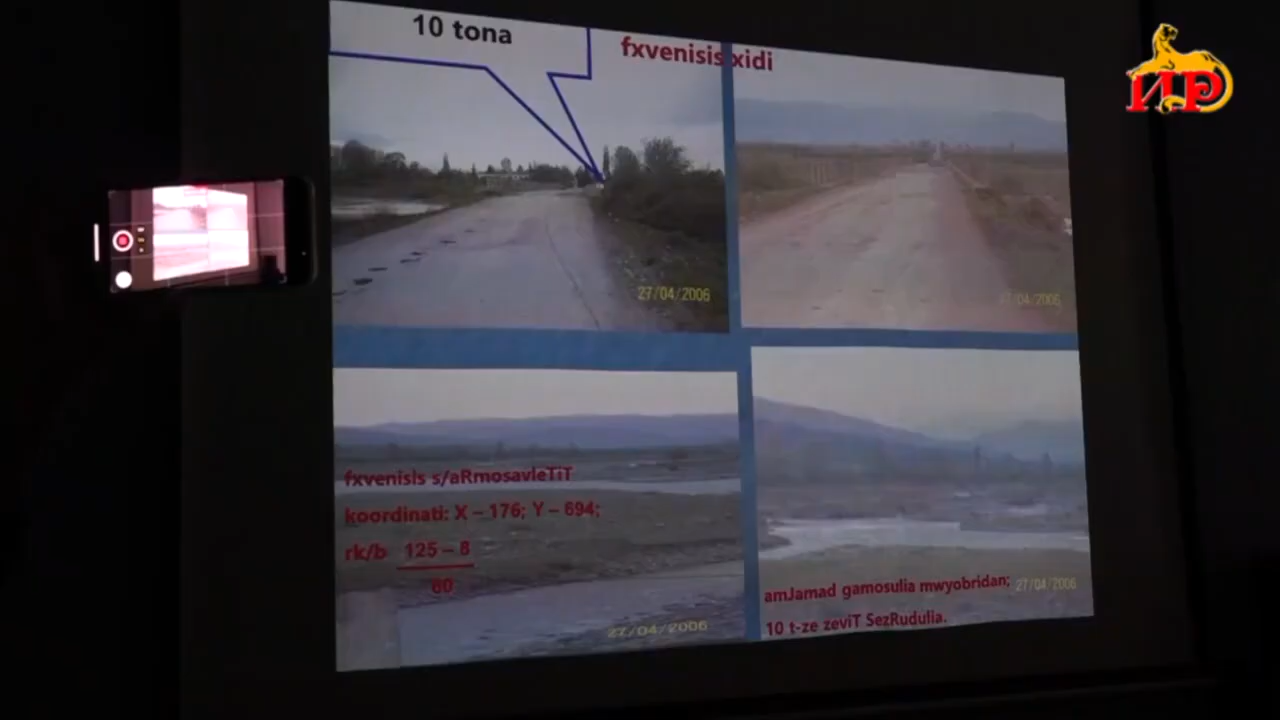 10 tona
fxvenisis xidi
ИР
27/04/2006
27/04/2006
fxvenisis s/aRmosavleTiT
koordinati: X – 176; Y – 694;
rk/b 125 – 8
60
27/04/2006
amJamad gamosulia mwyobridan;
27/04/2006
10 t-ze zeviT SezRudulia.